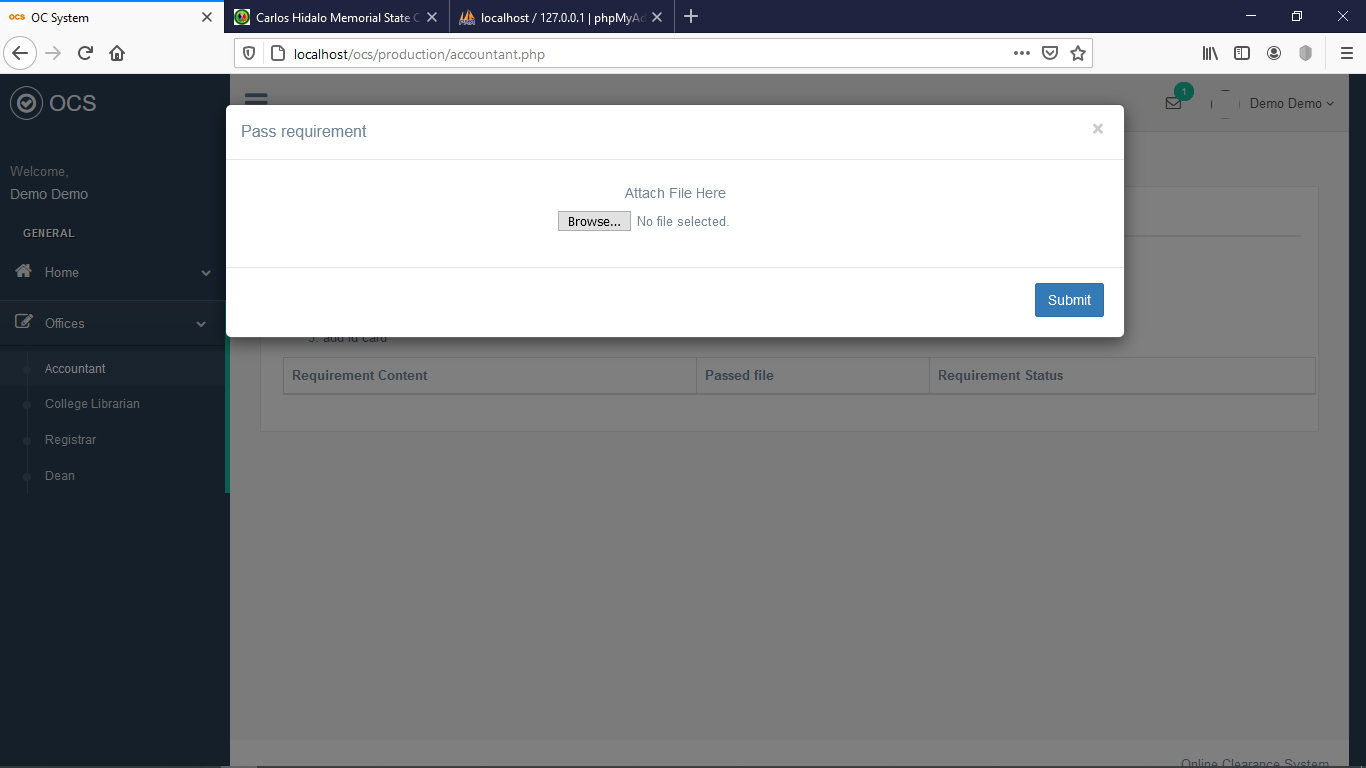 ocs OC System
Carlos Hidalo Memorial State C
localhost / 127.0.0.1 | phpMyAd
localhost/ocs/production/accountant.php
OCS
1
Demo Demo
Pass requirement
×
Welcome,
Demo Demo
Attach File Here
Browse... No file selected.
GENERAL
Home
Submit
Offices
3. add id card
Accountant
Requirement Content Passed file Requirement Status
College Librarian
Registrar
Dean
Online Clearance System